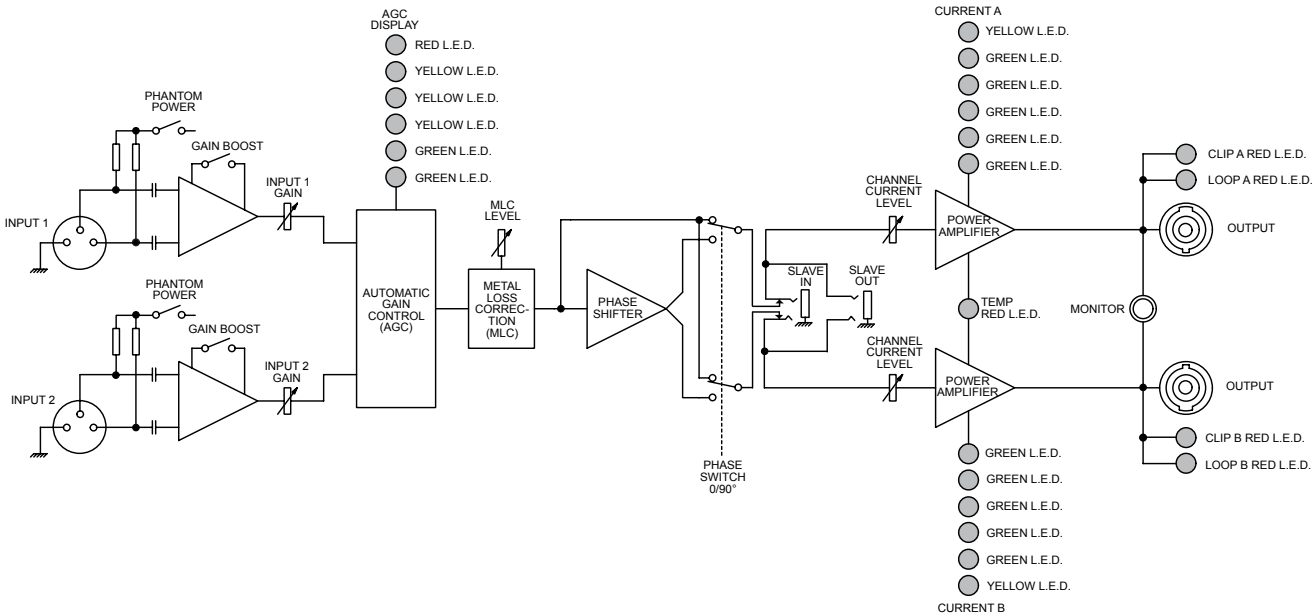 AGC
DISPLAY
RED L.E.D.
YELLOW L.E.D.
YELLOW L.E.D.
YELLOW L.E.D.
GREEN L.E.D.
GREEN L.E.D.
PHANTOM
POWER
GAIN BOOST
INPUT 1
GAIN
INPUT 1
PHANTOM
POWER
GAIN BOOST
INPUT 2
GAIN
INPUT 2
AUTOMATIC
GAIN
CONTROL
(AGC)
MLC
LEVEL
METAL
LOSS
CORREC-
TION
(MLC)
PHASE
SHIFTER
PHASE
SWITCH
0/90°
SLAVE
IN
SLAVE
OUT
CURRENT A
YELLOW L.E.D.
GREEN L.E.D.
GREEN L.E.D.
GREEN L.E.D.
GREEN L.E.D.
GREEN L.E.D.
CHANNEL
CURRENT
LEVEL
POWER
AMPLIFIER
TEMP
RED L.E.D.
CHANNEL
CURRENT
LEVEL
POWER
AMPLIFIER
GREEN L.E.D.
GREEN L.E.D.
GREEN L.E.D.
GREEN L.E.D.
GREEN L.E.D.
YELLOW L.E.D.
CURRENT B
CLIP A RED L.E.D.
LOOP A RED L.E.D.
OUTPUT
MONITOR
OUTPUT
CLIP B RED L.E.D.
LOOP B RED L.E.D.